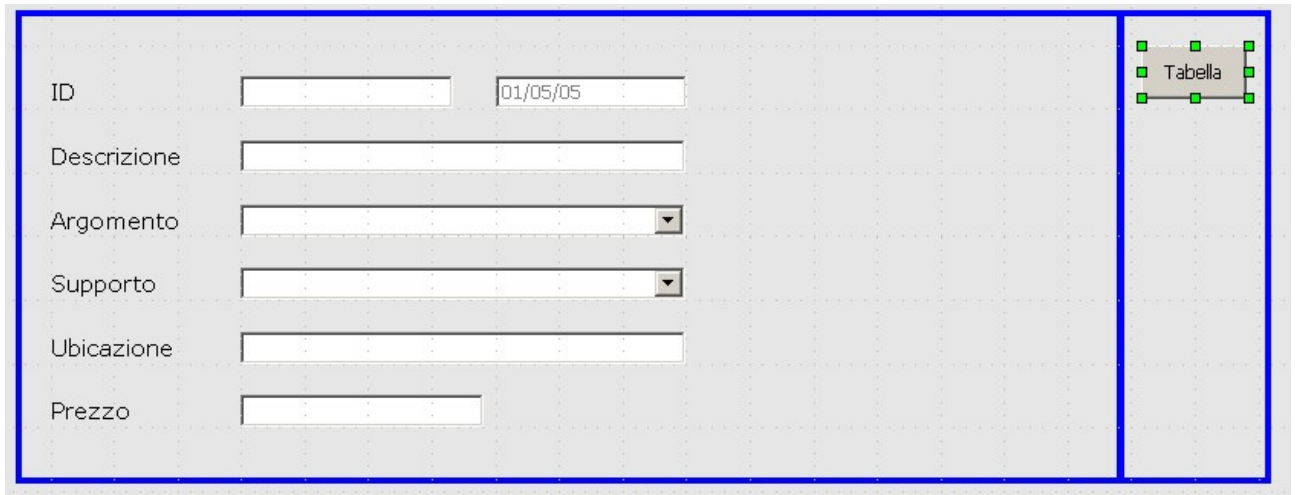 Tabella
ID 01/05/05
Descrizione
Argomento
Supporto
Ubicazione
Prezzo